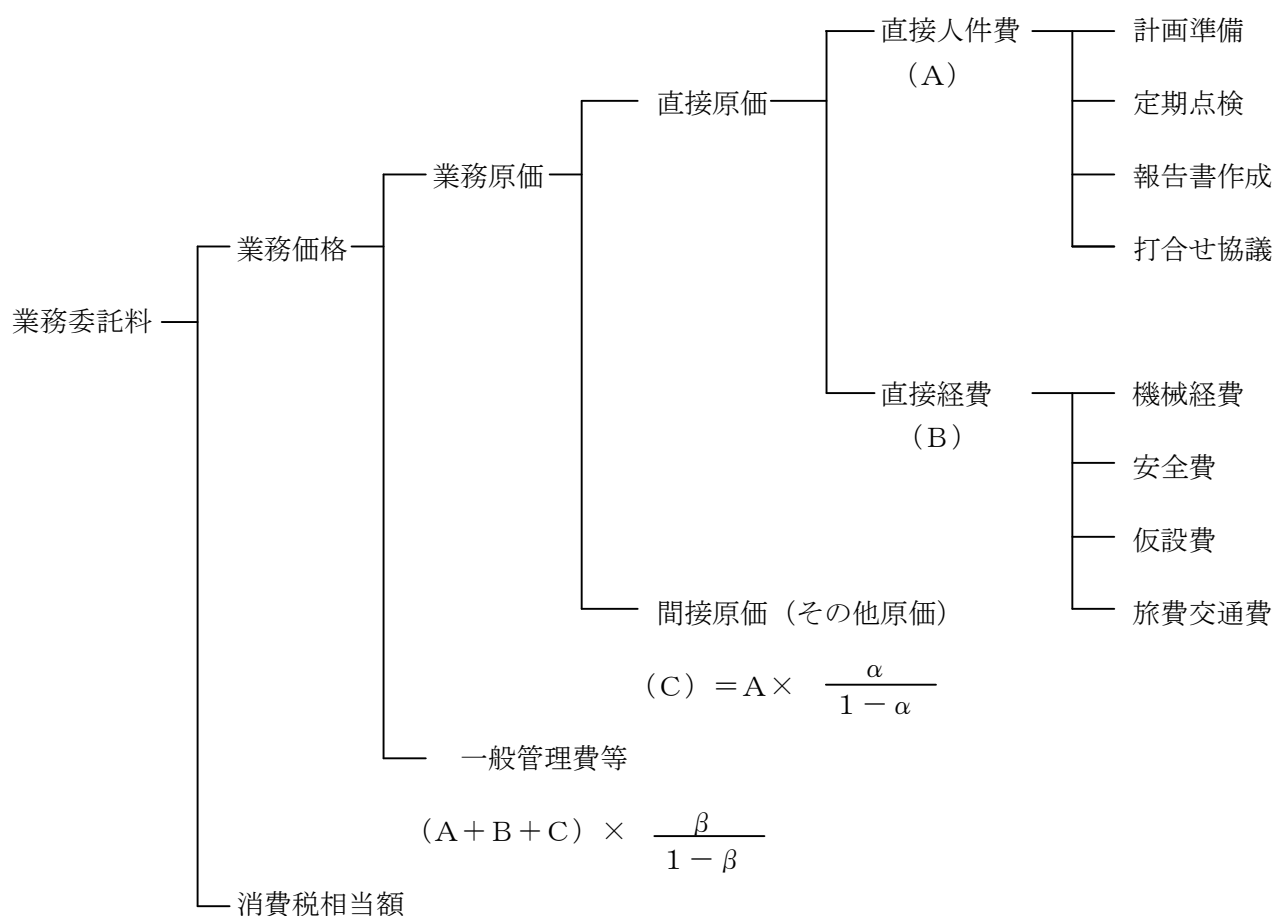 直接人件費
計画準備
（A）
直接原価
定期点検
業務原価
報告書作成
業務価格
打合せ協議
業務委託料
直接経費
機械経費
（B）
安全費
仮設費
間接原価（その他原価）
旅費交通費
（C）＝A× α
1－α
一般管理費等
（A＋B＋C）× β
1－β
消費税相当額